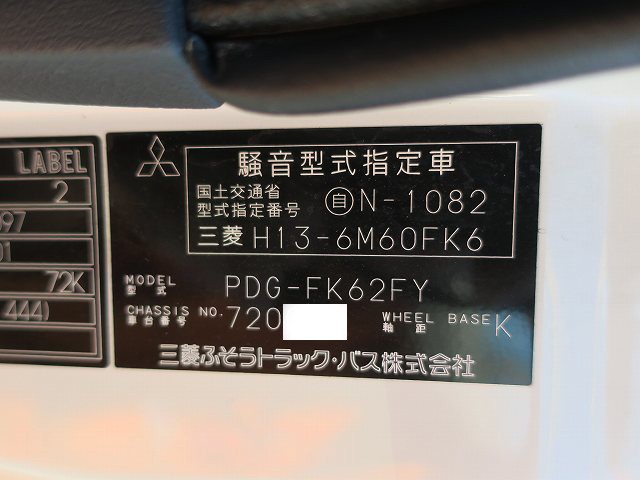 LABEL
2
97
01
72K
444)
騒音型式指定車
国土交通省
型式指定番号 自N-1082
三菱 H13-6M60FK6
MODEL
型式 PDG-FK62FY
CHASSIS NO.
車台番号 720
WHEEL BASE
軸距 K
三菱ふそうトラック・バス株式会社